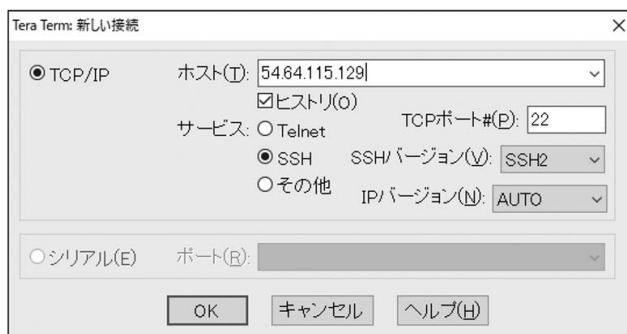 Tera Term: 新しい接続
TCP/IP
ホスト(T): 54.64.115.129
ヒストリ(O)
サービス: Telnet
TCPポート#(P): 22
SSH
SSHバージョン(V): SSH2
その他
IPバージョン(N): AUTO
シリアル(E)
ポート(R):
OK
キャンセル
ヘルプ(H)